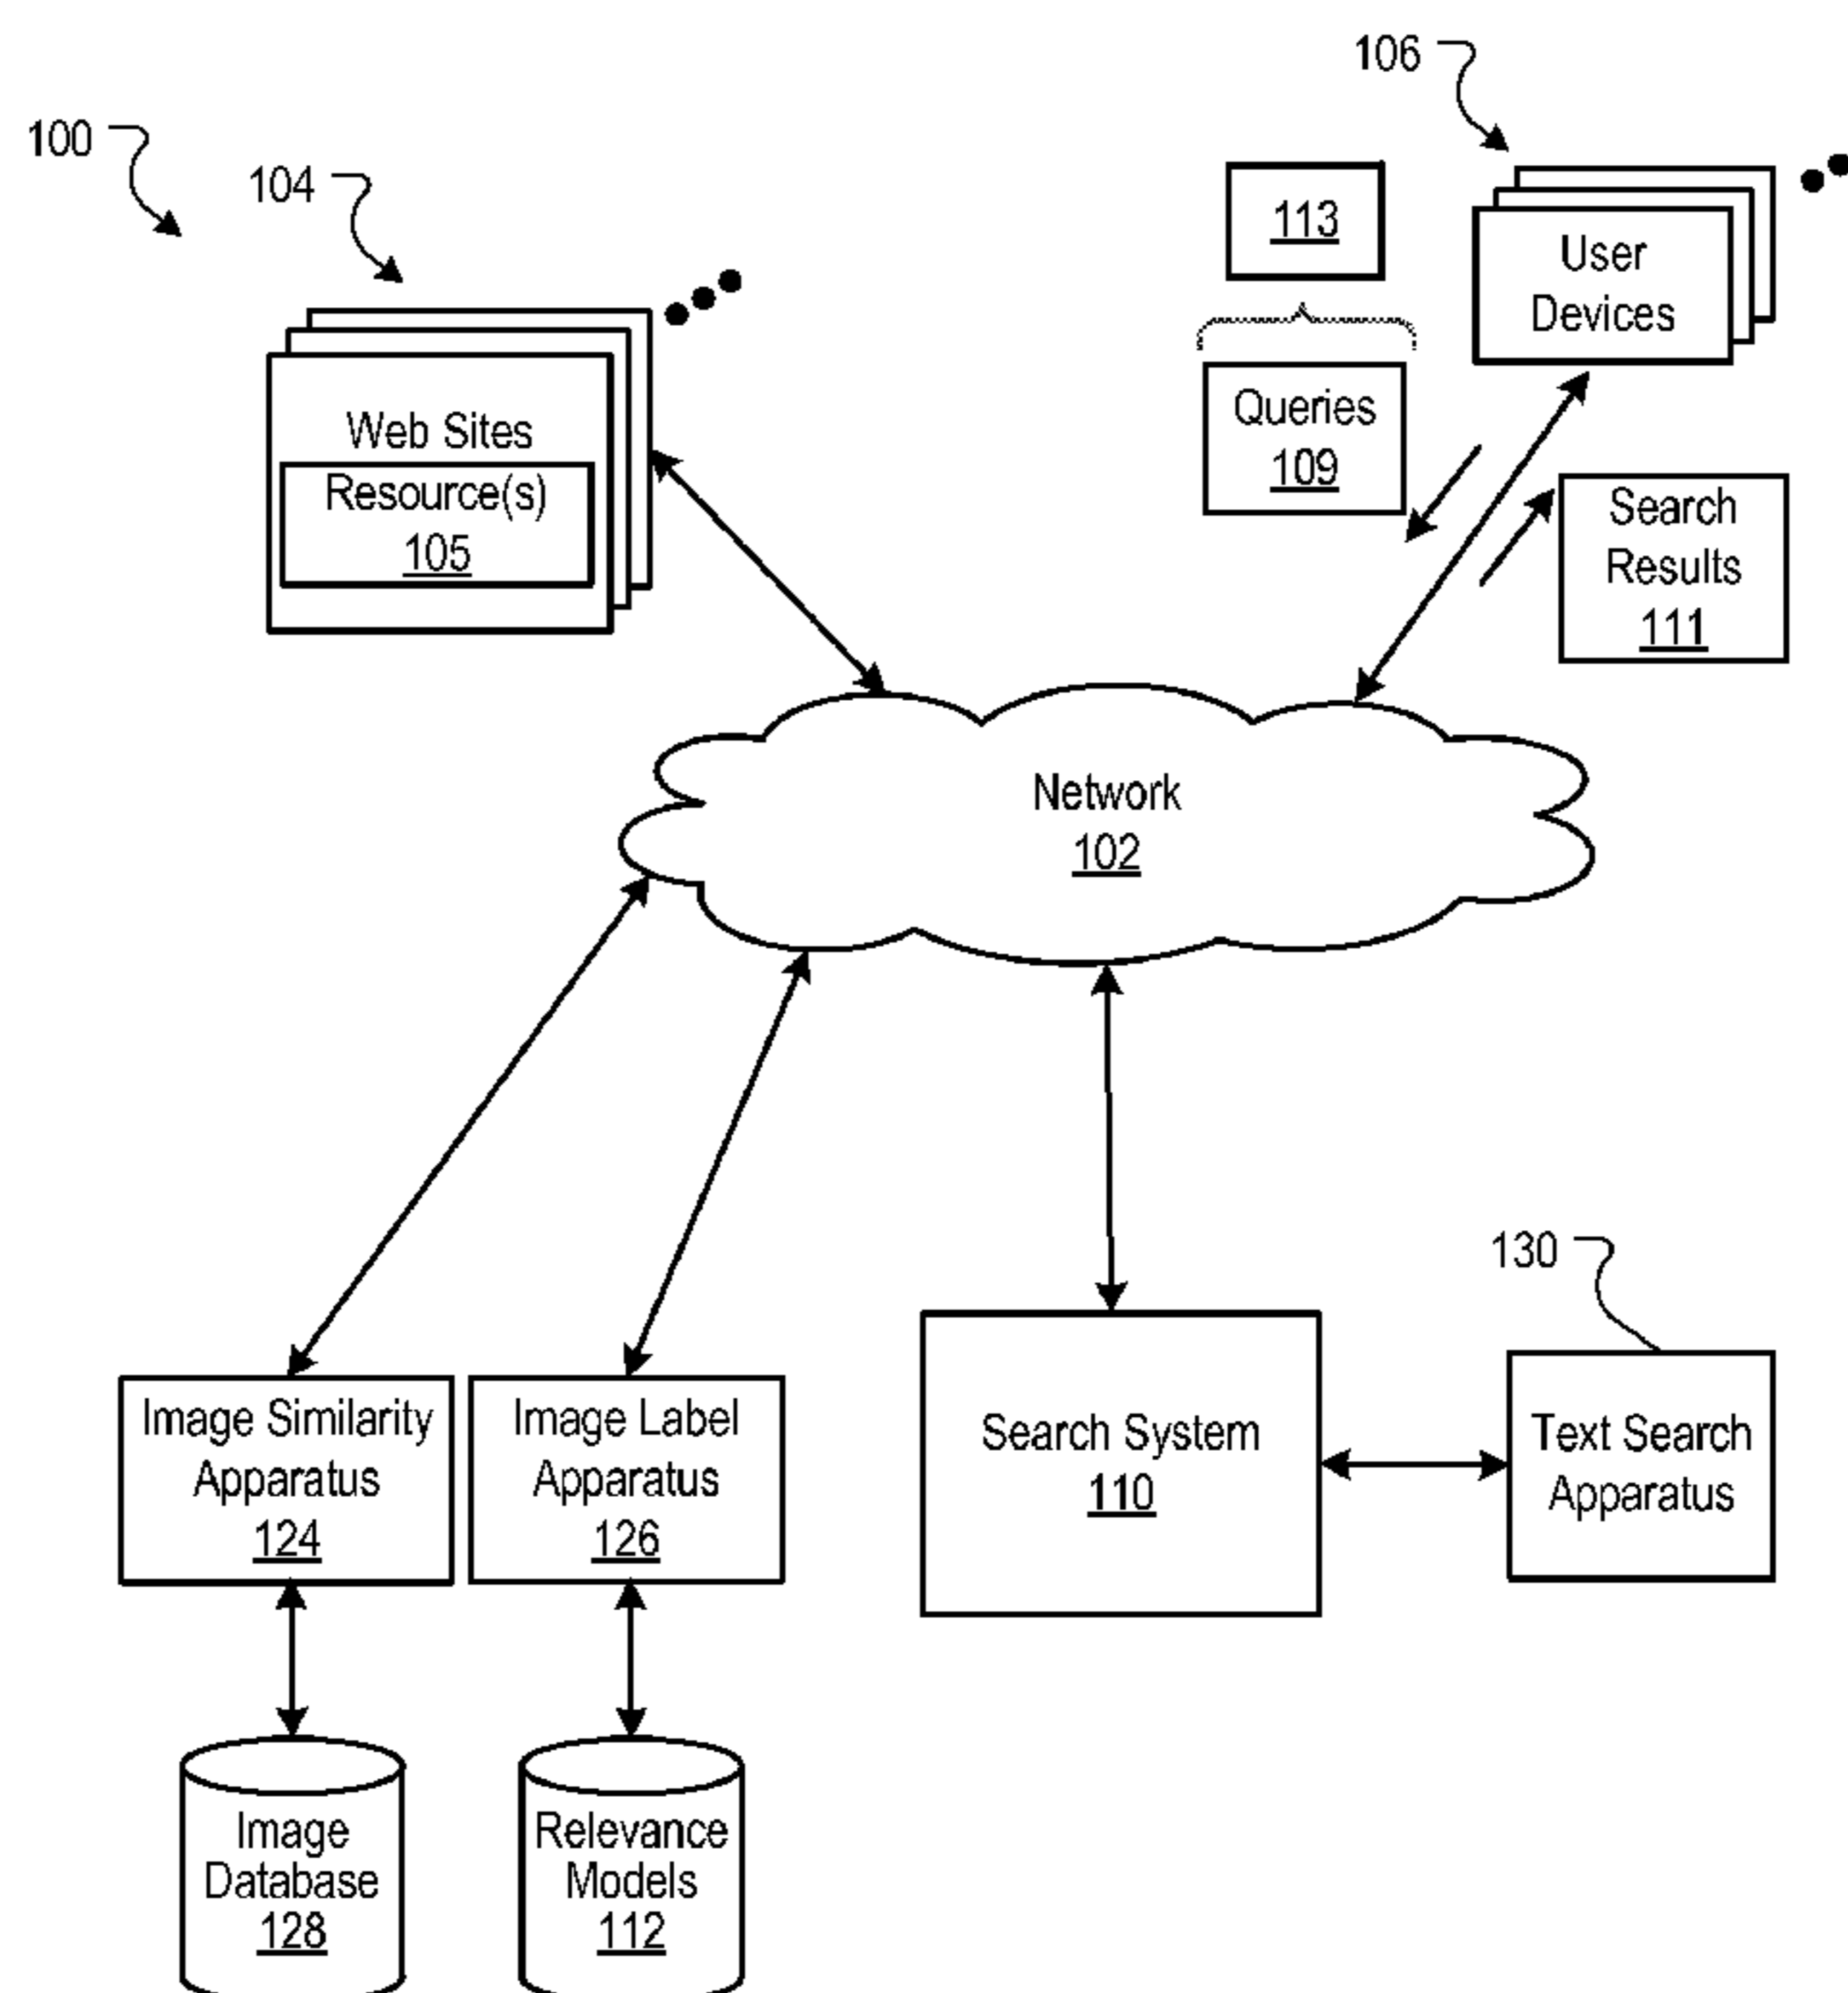 106
100
104
113
User
Devices
Queries
109
Web Sites
Resource(s)
105
Search
Results
111
Network
102
130
Image Similarity
Apparatus
124
Image Label
Apparatus
126
Search System
110
Text Search
Apparatus
Image
Database
128
Relevance
Models
112